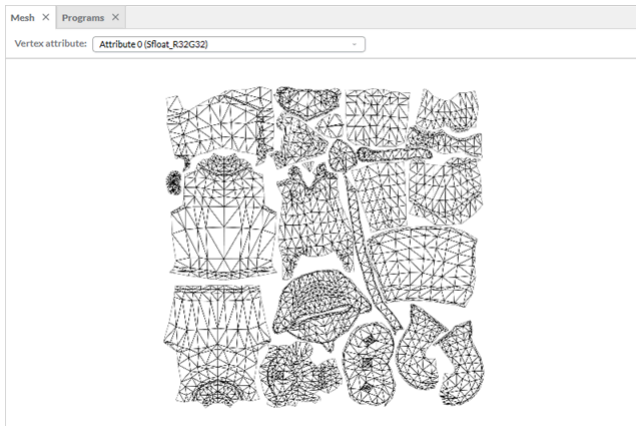 Mesh × Programs ×
Vertex attribute: Attribute 0 (Sfloat_R32G32)